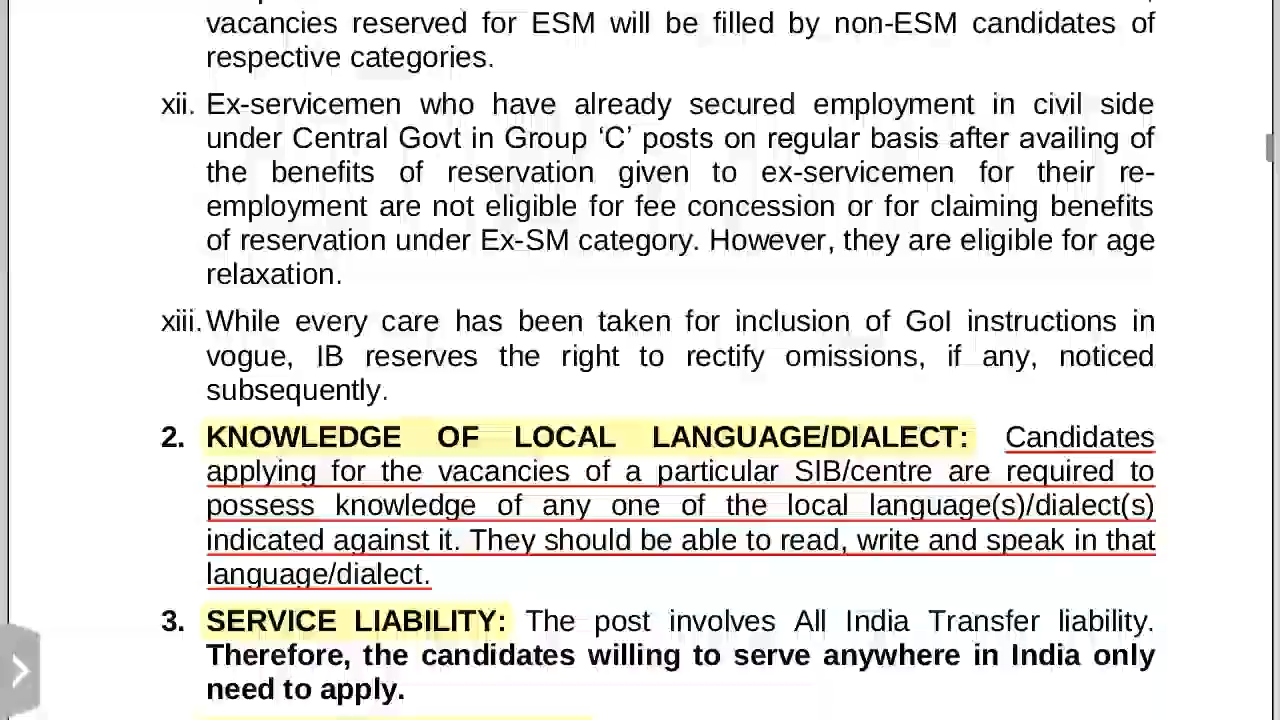 vacancies reserved for ESM will be filled by non-ESM candidates of
respective categories.
xii. Ex-servicemen who have already secured employment in civil side
under Central Govt in Group ‘C’ posts on regular basis after availing of
the benefits of reservation given to ex-servicemen for their re-
employment are not eligible for fee concession or for claiming benefits
of reservation under Ex-SM category. However, they are eligible for age
relaxation.
xiii. While every care has been taken for inclusion of GoI instructions in
vogue, IB reserves the right to rectify omissions, if any, noticed
subsequently.
2. KNOWLEDGE OF LOCAL LANGUAGE/DIALECT: Candidates
applying for the vacancies of a particular SIB/centre are required to
possess knowledge of any one of the local language(s)/dialect(s)
indicated against it. They should be able to read, write and speak in that
language/dialect.
3. SERVICE LIABILITY: The post involves All India Transfer liability.
Therefore, the candidates willing to serve anywhere in India only
need to apply.